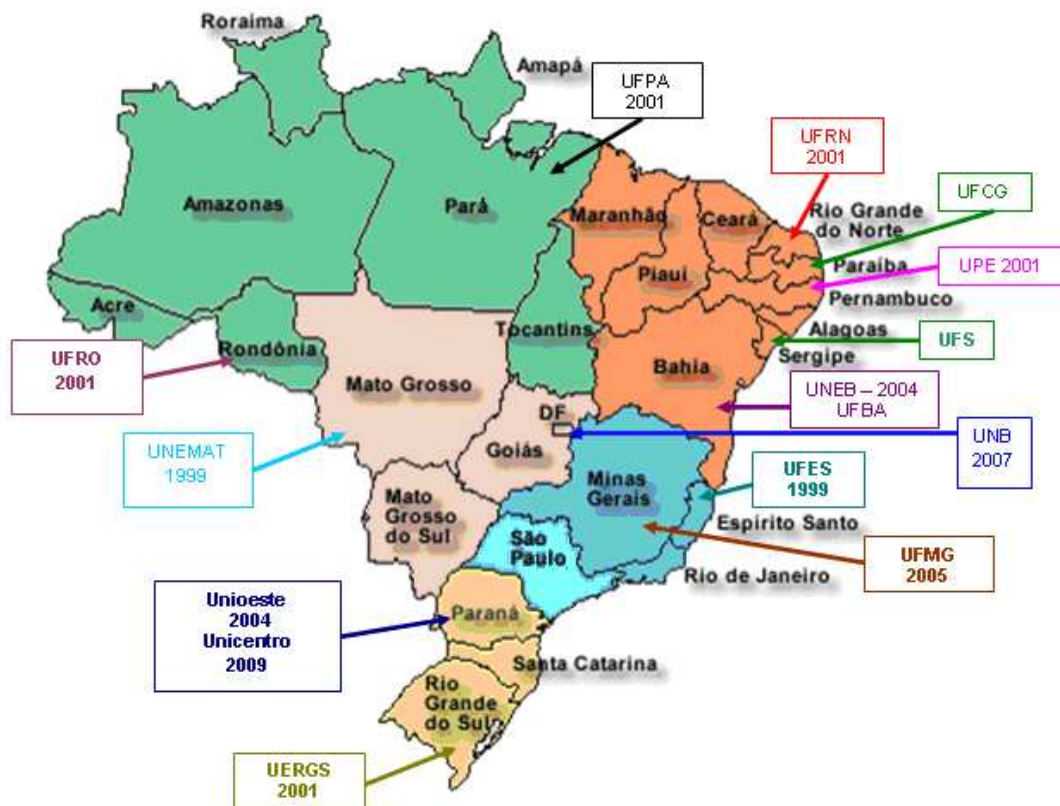 Roraima
Amapá
UFPA
2001
UFRN
2001
UFCG
Amazonas
Pará
Maranhão
Ceará
Rio Grande
do Norte
Paraíba
UPE 2001
Piauí
Pernambuco
Acre
Rondônia
Tocantins
Alagoas
UFS
Sergipe
UFRO
2001
Mato Grosso
Bahia
UNEB – 2004
UFBA
DF
UNEMAT
1999
Goiás
UNB
2007
Minas
Gerais
UFES
1999
Mato
Grosso
do Sul
Espírito Santo
São
Paulo
UFMG
2005
Rio de Janeiro
Unioeste
2004
Unicentro
2009
Paraná
Santa Catarina
Rio
Grande
do Sul
UERGS
2001